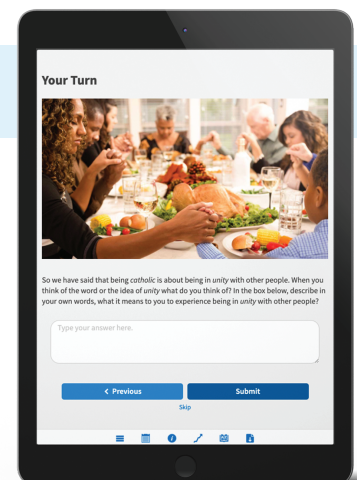 Your Turn
So we have said that being catholic is about being in unity with other people. When you
think of the word or the idea of unity what do you think of? In the box below, describe in
your own words, what it means to you to experience being in unity with other people?
Type your answer here.
< Previous
Submit
Skip